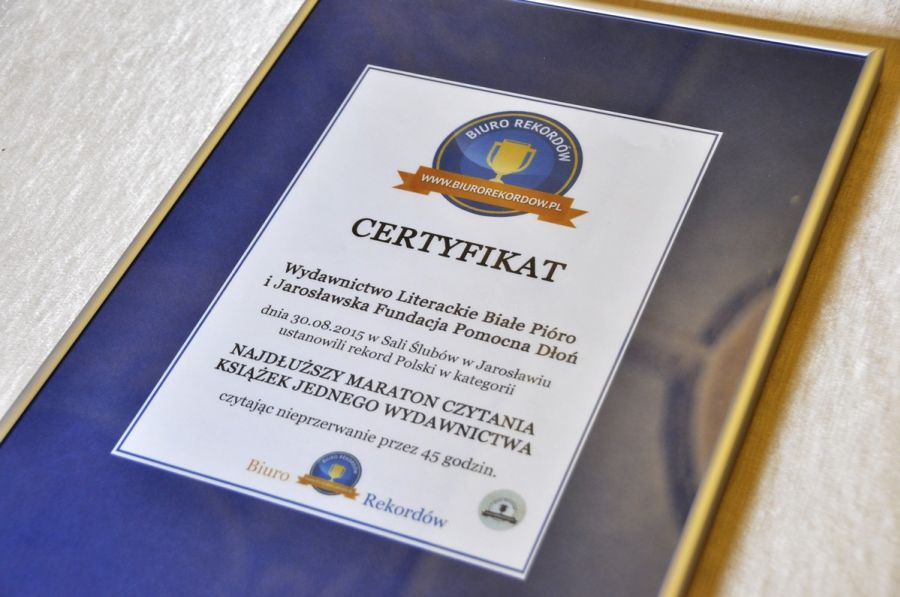 BIURO REKORDÓW
WWW.BIUROREKORDOW.PL
CERTYFIKAT
Wydawnictwo Literackie Białe Pióro
i Jarosławska Fundacja Pomocna Dłoń
dnia 30.08.2015 w Sali Ślubów w Jarosławiu
ustanowili rekord Polski w kategorii
NAJDŁUŻSZY MARATON CZYTANIA
KSIĄŻEK JEDNEGO WYDAWNICTWA
czytając nieprzerwanie przez 45 godzin.
Biuro
BIURO REKORDÓW
Rekordów